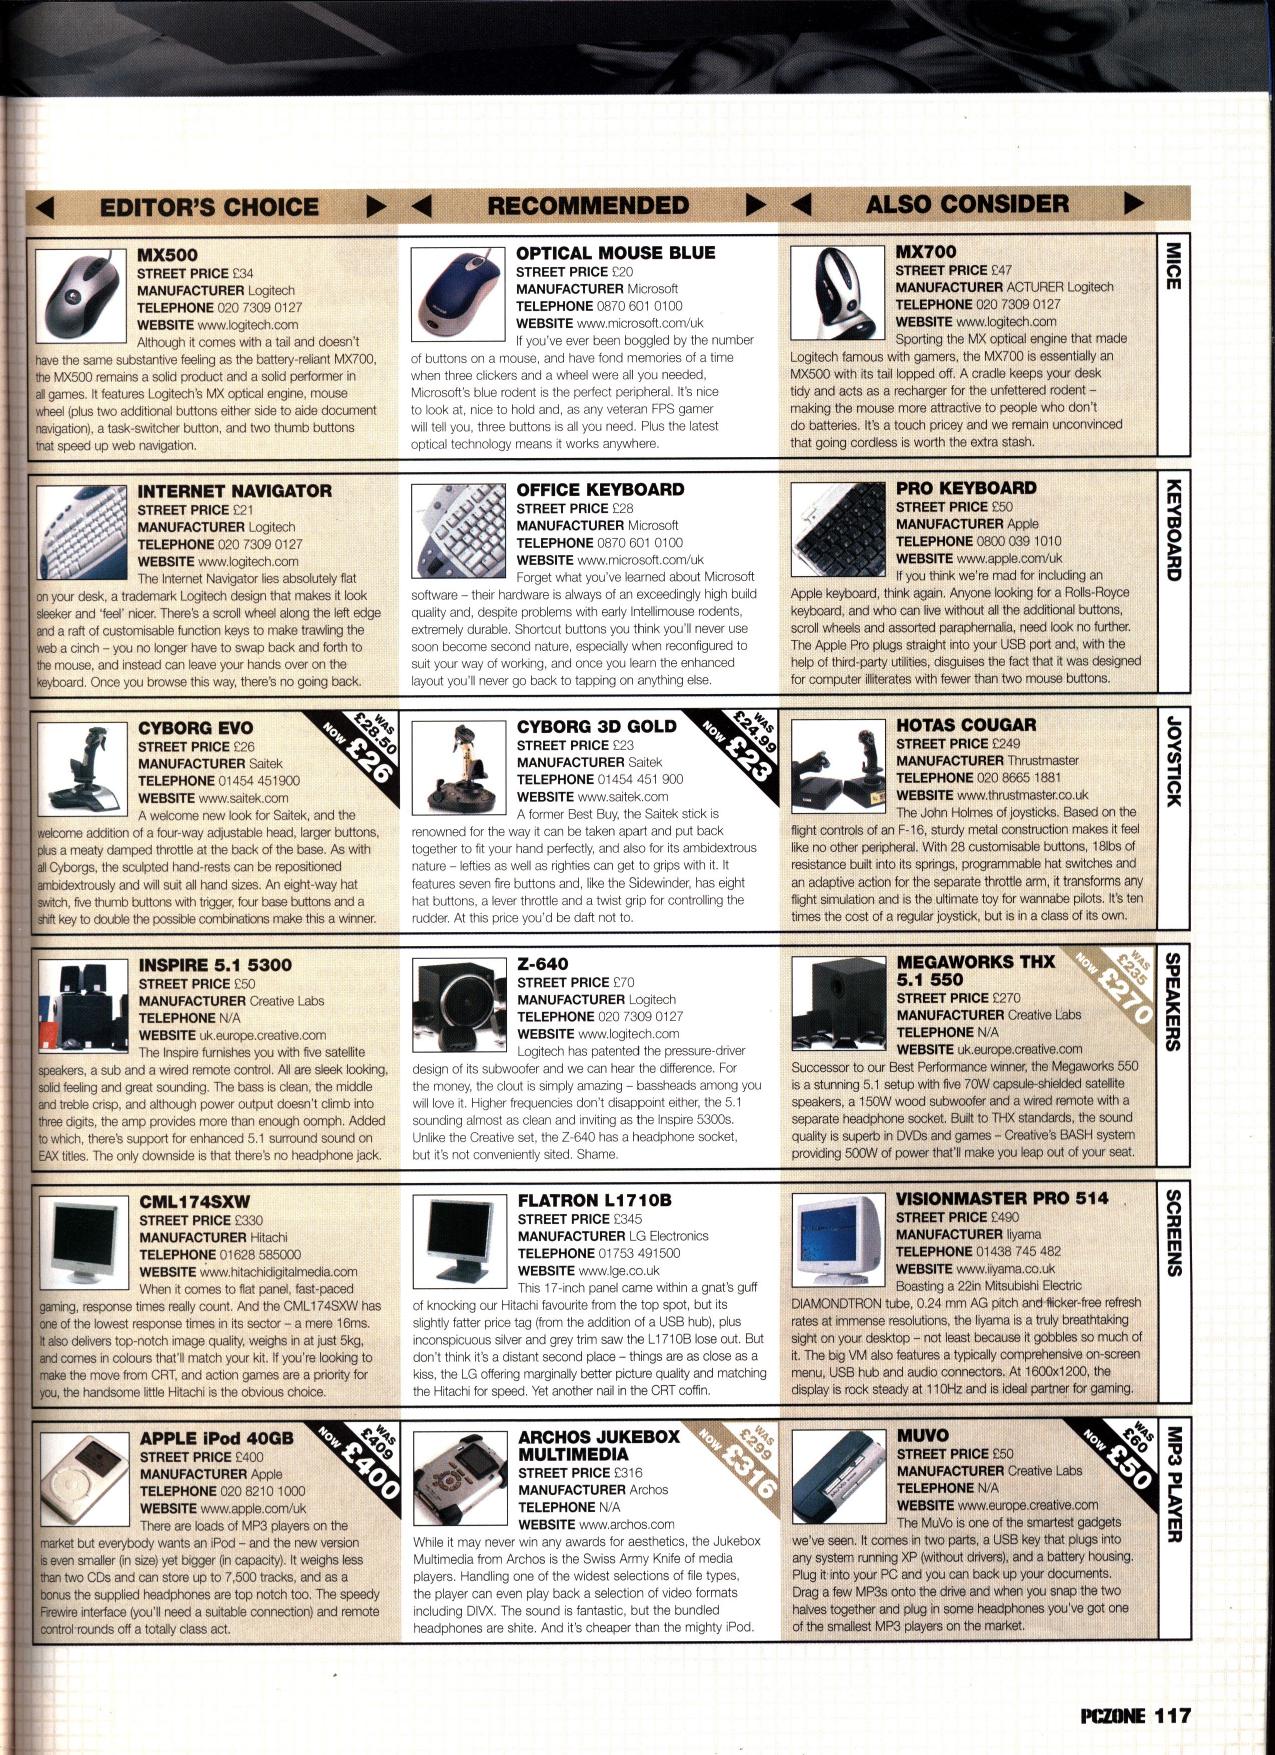 EDITOR'S CHOICE
RECOMMENDED
ALSO CONSIDER
MICE
MX500
STREET PRICE £34
MANUFACTURER Logitech
TELEPHONE 020 7309 0127
WEBSITE www.logitech.com
Although it comes with a tail and doesn't
have the same substantive feeling as the battery-reliant MX700,
the MX500 remains a solid product and a solid performer in
all games. It features Logitech's MX optical engine, mouse
wheel (plus two additional buttons either side to aide document
navigation), a task-switcher button, and two thumb buttons
that speed up web navigation.
OPTICAL MOUSE BLUE
STREET PRICE £20
MANUFACTURER Microsoft
TELEPHONE 0870 601 0100
WEBSITE www.microsoft.com/uk
If you've ever been boggled by the number
of buttons on a mouse, and have fond memories of a time
when three clickers and a wheel were all you needed,
Microsoft's blue rodent is the perfect peripheral. It's nice
to look at, nice to hold and, as any veteran FPS gamer
will tell you, three buttons is all you need. Plus the latest
optical technology means it works anywhere.
MX700
STREET PRICE £47
MANUFACTURER ACTURER Logitech
TELEPHONE 020 7309 0127
WEBSITE www.logitech.com
Sporting the MX optical engine that made
Logitech famous with gamers, the MX700 is essentially an
MX500 with its tail lopped off. A cradle keeps your desk
tidy and acts as a recharger for the unfettered rodent –
making the mouse more attractive to people who don't
do batteries. It's a touch pricey and we remain unconvinced
that going cordless is worth the extra stash.
KEYBOARD
INTERNET NAVIGATOR
STREET PRICE £21
MANUFACTURER Logitech
TELEPHONE 020 7309 0127
WEBSITE www.logitech.com
The Internet Navigator lies absolutely flat
on your desk, a trademark Logitech design that makes it look
sleeker and 'feel' nicer. There's a scroll wheel along the left edge
and a raft of customisable function keys to make trawling the
web a cinch – you no longer have to swap back and forth to
the mouse, and instead can leave your hands over on the
keyboard. Once you browse this way, there's no going back.
OFFICE KEYBOARD
STREET PRICE £28
MANUFACTURER Microsoft
TELEPHONE 0870 601 0100
WEBSITE www.microsoft.com/uk
Forget what you've learned about Microsoft
software – their hardware is always of an exceedingly high build
quality and, despite problems with early Intellimouse rodents,
extremely durable. Shortcut buttons you think you'll never use
soon become second nature, especially when reconfigured to
suit your way of working, and once you learn the enhanced
layout you'll never go back to tapping on anything else.
PRO KEYBOARD
STREET PRICE £50
MANUFACTURER Apple
TELEPHONE 0800 039 1010
WEBSITE www.apple.com/uk
If you think we're mad for including an
Apple keyboard, think again. Anyone looking for a Rolls-Royce
keyboard, and who can live without all the additional buttons,
scroll wheels and assorted paraphernalia, need look no further.
The Apple Pro plugs straight into your USB port and, with the
help of third-party utilities, disguises the fact that it was designed
for computer illiterates with fewer than two mouse buttons.
JOYSTICK
CYBORG EVO
STREET PRICE £26
MANUFACTURER Saitek
TELEPHONE 01454 451900
WEBSITE www.saitek.com
WAS £28.50
NOW £26
A welcome new look for Saitek, and the
welcome addition of a four-way adjustable head, larger buttons,
plus a meaty damped throttle at the back of the base. As with
all Cyborgs, the sculpted hand-rests can be repositioned
ambidextrously and will suit all hand sizes. An eight-way hat
switch, five thumb buttons with trigger, four base buttons and a
shift key to double the possible combinations make this a winner.
CYBORG 3D GOLD
STREET PRICE £23
MANUFACTURER Saitek
TELEPHONE 01454 451 900
WEBSITE www.saitek.com
WAS £24.99
NOW £23
A former Best Buy, the Saitek stick is
renowned for the way it can be taken apart and put back
together to fit your hand perfectly, and also for its ambidextrous
nature – lefties as well as righties can get to grips with it. It
features seven fire buttons and, like the Sidewinder, has eight
hat buttons, a lever throttle and a twist grip for controlling the
rudder. At this price you'd be daft not to.
HOTAS COUGAR
STREET PRICE £249
MANUFACTURER Thrustmaster
TELEPHONE 020 8665 1881
WEBSITE www.thrustmaster.co.uk
The John Holmes of joysticks. Based on the
flight controls of an F-16, sturdy metal construction makes it feel
like no other peripheral. With 28 customisable buttons, 18lbs of
resistance built into its springs, programmable hat switches and
an adaptive action for the separate throttle arm, it transforms any
flight simulation and is the ultimate toy for wannabe pilots. It's ten
times the cost of a regular joystick, but is in a class of its own.
SPEAKERS
INSPIRE 5.1 5300
STREET PRICE £50
MANUFACTURER Creative Labs
TELEPHONE N/A
WEBSITE uk.europe.creative.com
The Inspire furnishes you with five satellite
speakers, a sub and a wired remote control. All are sleek looking,
solid feeling and great sounding. The bass is clean, the middle
and treble crisp, and although power output doesn't climb into
three digits, the amp provides more than enough oomph. Added
to which, there's support for enhanced 5.1 surround sound on
EAX titles. The only downside is that there's no headphone jack.
Z-640
STREET PRICE £70
MANUFACTURER Logitech
TELEPHONE 020 7309 0127
WEBSITE www.logitech.com
Logitech has patented the pressure-driver
design of its subwoofer and we can hear the difference. For
the money, the clout is simply amazing – bassheads among you
will love it. Higher frequencies don't disappoint either, the 5.1
sounding almost as clean and inviting as the Inspire 5300s.
Unlike the Creative set, the Z-640 has a headphone socket,
but it's not conveniently sited. Shame.
MEGAWORKS THX
5.1 550
STREET PRICE £270
MANUFACTURER Creative Labs
TELEPHONE N/A
WEBSITE uk.europe.creative.com
WAS £235
NOW £270
Successor to our Best Performance winner, the Megaworks 550
is a stunning 5.1 setup with five 70W capsule-shielded satellite
speakers, a 150W wood subwoofer and a wired remote with a
separate headphone socket. Built to THX standards, the sound
quality is superb in DVDs and games – Creative's BASH system
providing 500W of power that'll make you leap out of your seat.
SCREENS
CML174SXW
STREET PRICE £330
MANUFACTURER Hitachi
TELEPHONE 01628 585000
WEBSITE www.hitachidigitalmedia.com
When it comes to flat panel, fast-paced
gaming, response times really count. And the CML174SXW has
one of the lowest response times in its sector – a mere 16ms.
It also delivers top-notch image quality, weighs in at just 5kg,
and comes in colours that'll match your kit. If you're looking to
make the move from CRT, and action games are a priority for
you, the handsome little Hitachi is the obvious choice.
FLATRON L1710B
STREET PRICE £345
MANUFACTURER LG Electronics
TELEPHONE 01753 491500
WEBSITE www.lge.co.uk
This 17-inch panel came within a gnat's guff
of knocking our Hitachi favourite from the top spot, but its
slightly fatter price tag (from the addition of a USB hub), plus
inconspicuous silver and grey trim saw the L1710B lose out. But
don't think it's a distant second place – things are as close as a
kiss, the LG offering marginally better picture quality and matching
the Hitachi for speed. Yet another nail in the CRT coffin.
VISIONMASTER PRO 514
STREET PRICE £490
MANUFACTURER Iiyama
TELEPHONE 01438 745 482
WEBSITE www.iiyama.co.uk
Boasting a 22in Mitsubishi Electric
DIAMONDTRON tube, 0.24 mm AG pitch and flicker-free refresh
rates at immense resolutions, the Iiyama is a truly breathtaking
sight on your desktop – not least because it gobbles so much of
it. The big VM also features a typically comprehensive on-screen
menu, USB hub and audio connectors. At 1600x1200, the
display is rock steady at 110Hz and is ideal partner for gaming.
MP3 PLAYER
APPLE iPod 40GB
STREET PRICE £400
MANUFACTURER Apple
TELEPHONE 020 8210 1000
WEBSITE www.apple.com/uk
WAS £409
NOW £400
There are loads of MP3 players on the
market but everybody wants an iPod – and the new version
is even smaller (in size) yet bigger (in capacity). It weighs less
than two CDs and can store up to 7,500 tracks, and as a
bonus the supplied headphones are top notch too. The speedy
Firewire interface (you'll need a suitable connection) and remote
control rounds off a totally class act.
ARCHOS JUKEBOX
MULTIMEDIA
STREET PRICE £316
MANUFACTURER Archos
TELEPHONE N/A
WEBSITE www.archos.com
WAS £299
NOW £316
While it may never win any awards for aesthetics, the Jukebox
Multimedia from Archos is the Swiss Army Knife of media
players. Handling one of the widest selections of file types,
the player can even play back a selection of video formats
including DIVX. The sound is fantastic, but the bundled
headphones are shite. And it's cheaper than the mighty iPod.
MUVO
STREET PRICE £50
MANUFACTURER Creative Labs
TELEPHONE N/A
WEBSITE www.europe.creative.com
WAS £60
NOW £50
The MuVo is one of the smartest gadgets
we've seen. It comes in two parts, a USB key that plugs into
any system running XP (without drivers), and a battery housing.
Plug it into your PC and you can back up your documents.
Drag a few MP3s onto the drive and when you snap the two
halves together and plug in some headphones you've got one
of the smallest MP3 players on the market.
PCZONE 117